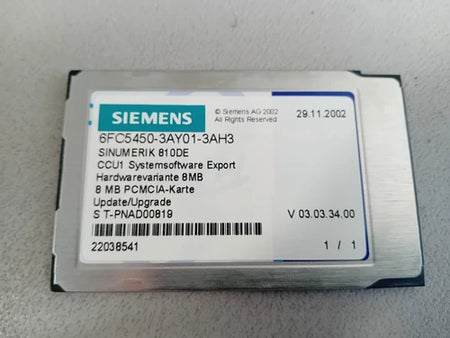 SIEMENS
© Siemens AG 2002
All Rights Reserved
29.11.2002
6FC5450-3AY01-3AH3
SINUMERIK 810DE
CCU1 Systemsoftware Export
Hardwarevariante 8MB
8 MB PCMCIA-Karte
Update/Upgrade
S T-PNAD00819
V 03.03.34.00
22038541
1 / 1